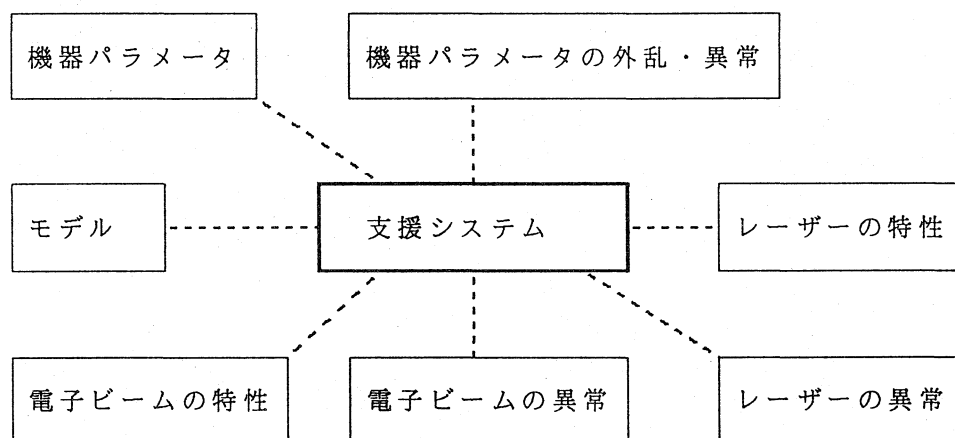 機器パラメータ
機器パラメータの外乱・異常
モデル
支援システム
レーザーの特性
電子ビームの特性
電子ビームの異常
レーザーの異常